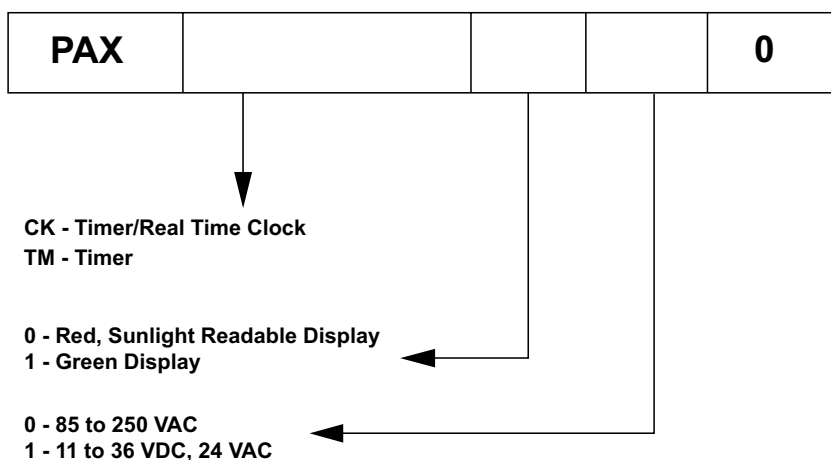 PAX 0
CK - Timer/Real Time Clock
TM - Timer
0 - Red, Sunlight Readable Display
1 - Green Display
0 - 85 to 250 VAC
1 - 11 to 36 VDC, 24 VAC